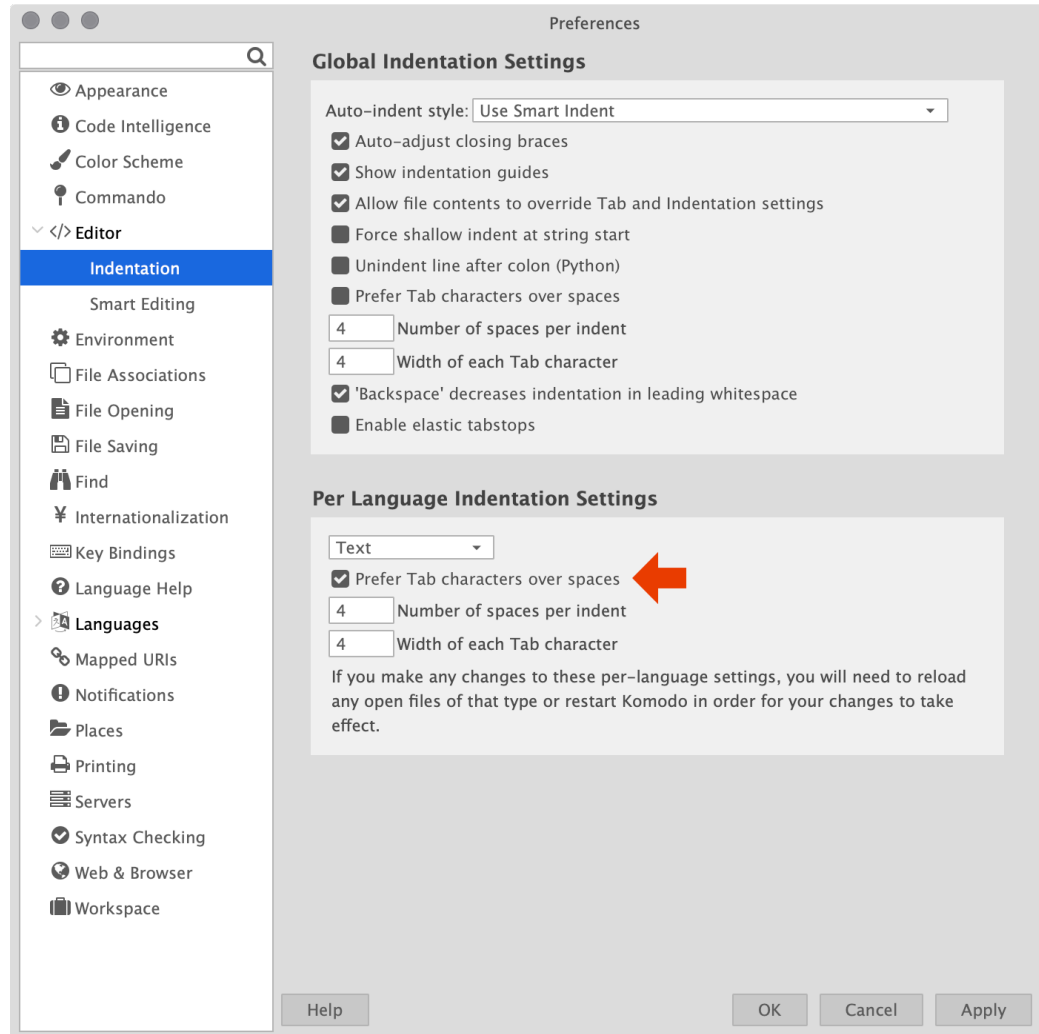 Preferences
Appearance
Code Intelligence
Color Scheme
Commando
</> Editor
Indentation
Smart Editing
Environment
File Associations
File Opening
File Saving
Find
¥ Internationalization
Key Bindings
Language Help
Languages
Mapped URIs
Notifications
Places
Printing
Servers
Syntax Checking
Web & Browser
Workspace
Global Indentation Settings
Auto-indent style: Use Smart Indent
Auto-adjust closing braces
Show indentation guides
Allow file contents to override Tab and Indentation settings
Force shallow indent at string start
Unindent line after colon (Python)
Prefer Tab characters over spaces
4 Number of spaces per indent
4 Width of each Tab character
'Backspace' decreases indentation in leading whitespace
Enable elastic tabstops
Per Language Indentation Settings
Text
Prefer Tab characters over spaces
4 Number of spaces per indent
4 Width of each Tab character
If you make any changes to these per-language settings, you will need to reload
any open files of that type or restart Komodo in order for your changes to take
effect.
Help
OK
Cancel
Apply